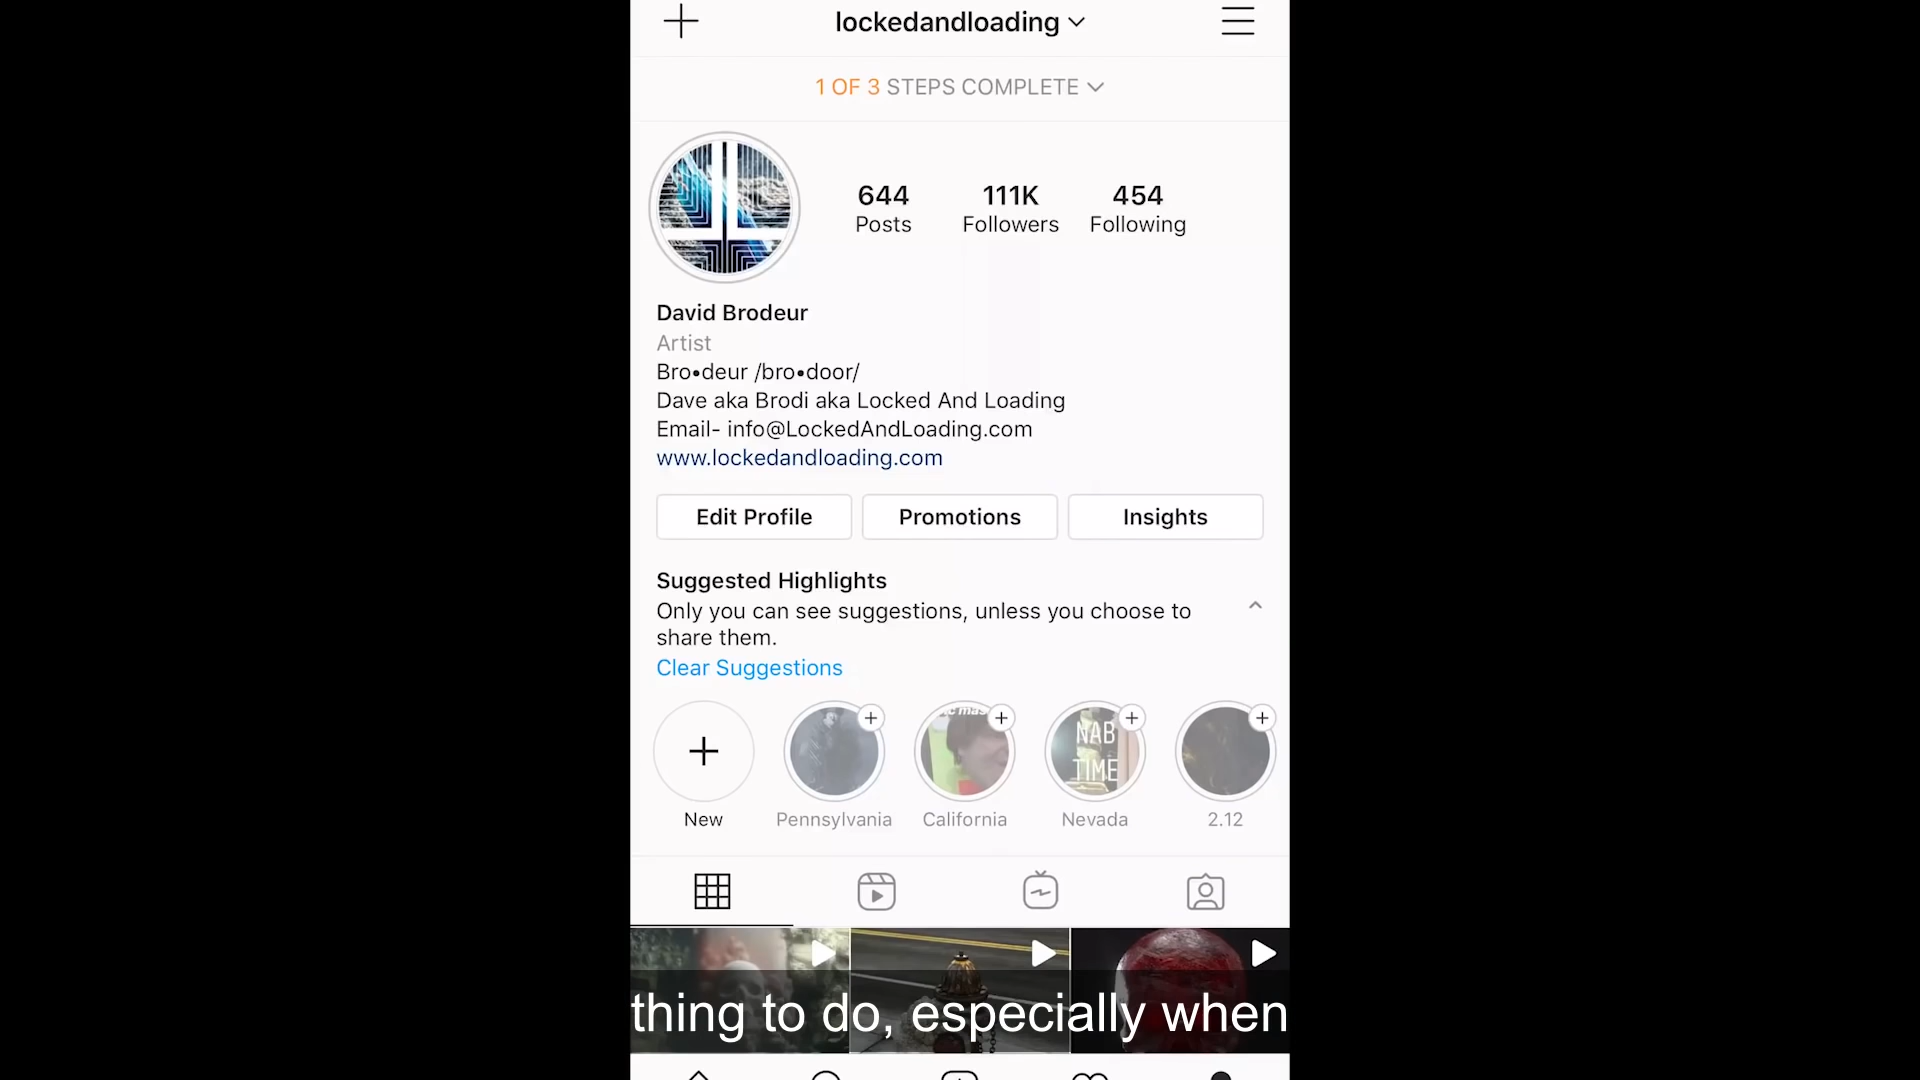 lockedandloading
1 OF 3 STEPS COMPLETE
644
Posts
111K
Followers
454
Following
David Brodeur
Artist
Bro•deur /bro•door/
Dave aka Brodi aka Locked And Loading
Email- info@LockedAndLoading.com
www.lockedandloading.com
Edit Profile
Promotions
Insights
Suggested Highlights
Only you can see suggestions, unless you choose to
share them.
Clear Suggestions
NAB
TIME
New
Pennsylvania
California
Nevada
2.12
thing to do, especially when